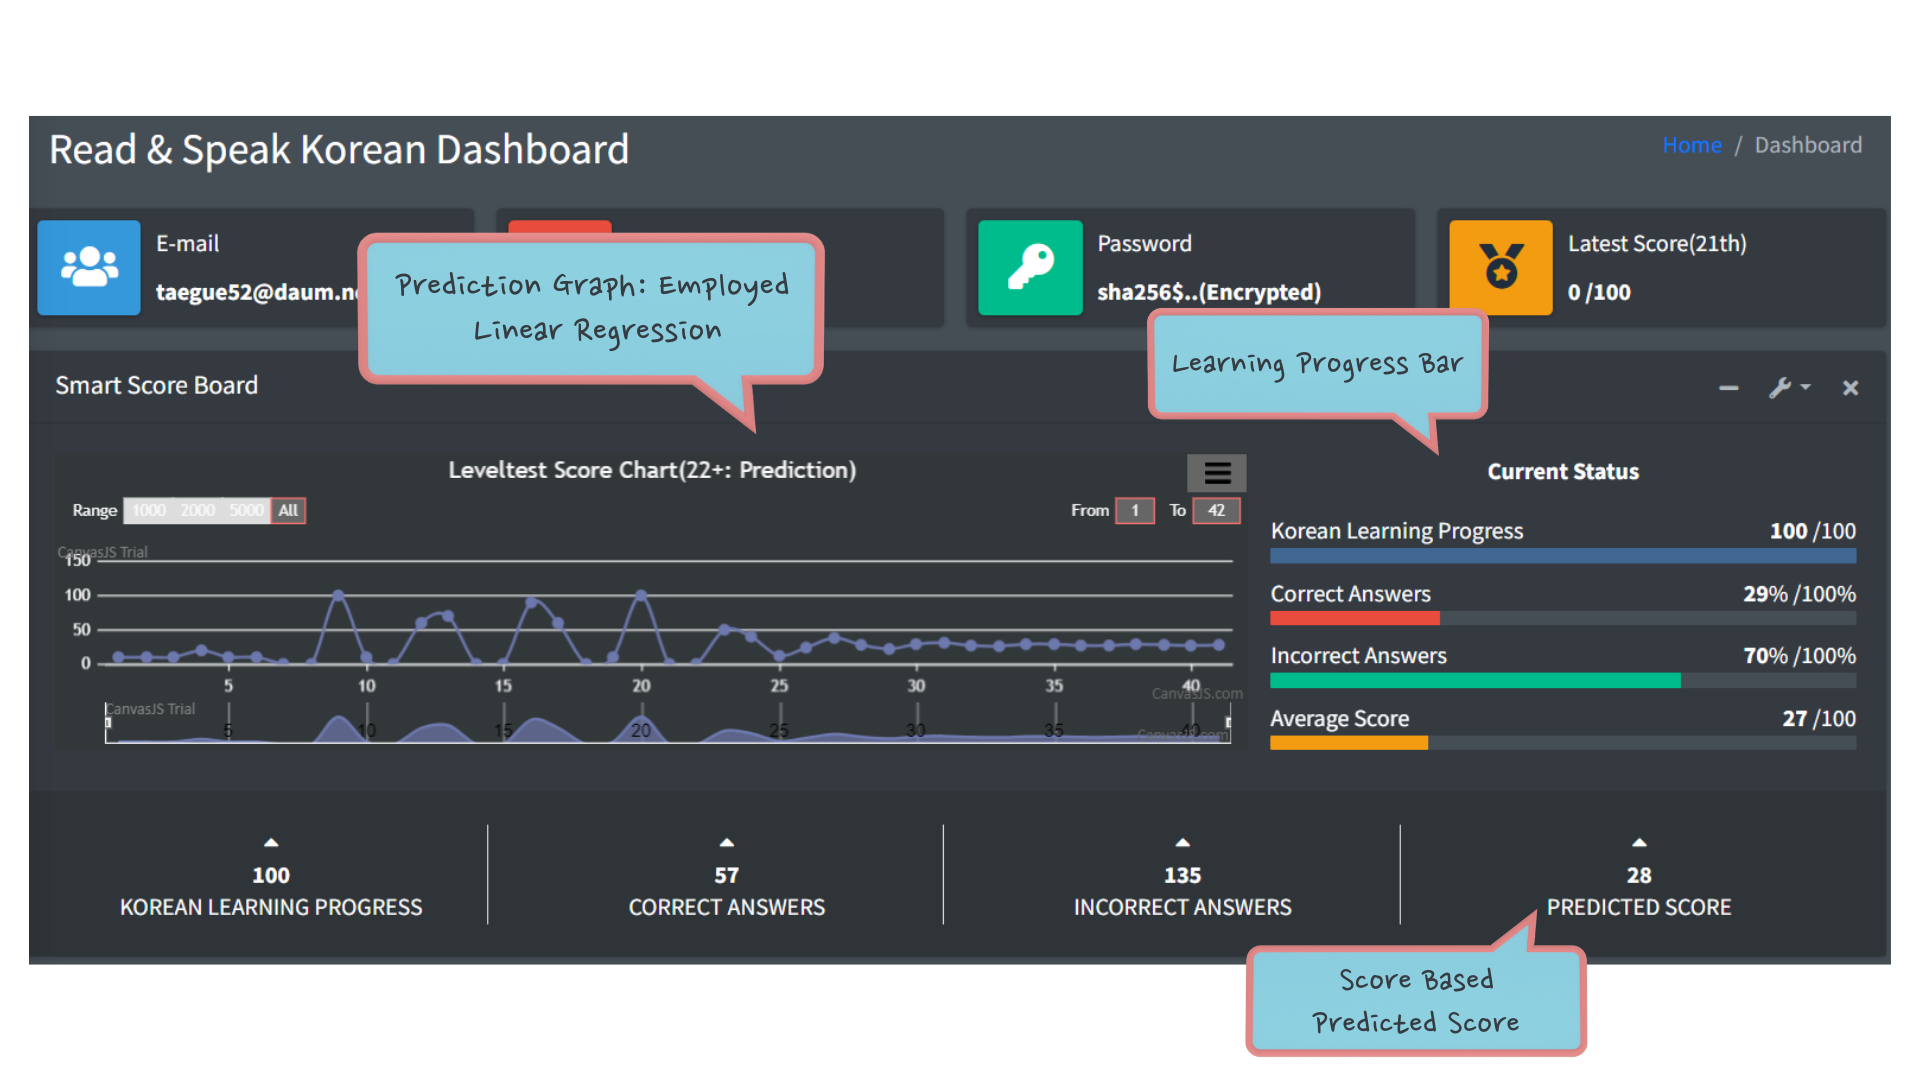 Read & Speak Korean Dashboard
Home / Dashboard
E-mail
Password
Latest Score(21th)
sha256$..(Encrypted)
0 /100
Prediction Graph: Employed
Linear Regression
Learning Progress Bar
Smart Score Board
Leveltest Score Chart(22+: Prediction)
Range 1000 2000 5000 All
From 1 To 42
CanvasJS Trial
150
100
50
0
5 10 15 20 25 30 35 40
CanvasJS.com
CanvasJS Trial
5 10 15 20 25 30 35 40
CanvasJS.com
Current Status
Korean Learning Progress 100 /100
Correct Answers 29% /100%
Incorrect Answers 70% /100%
Average Score 27 /100
100
KOREAN LEARNING PROGRESS
57
CORRECT ANSWERS
135
INCORRECT ANSWERS
28
PREDICTED SCORE
Score Based
Predicted Score